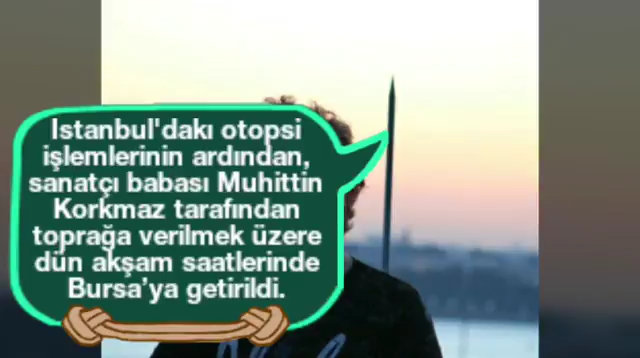 Istanbul'dakı otopsi
işlemlerinin ardından,
sanatçı babası Muhittin
Korkmaz tarafından
toprağa verilmek üzere
dün akşam saatlerinde
Bursa'ya getirildi.